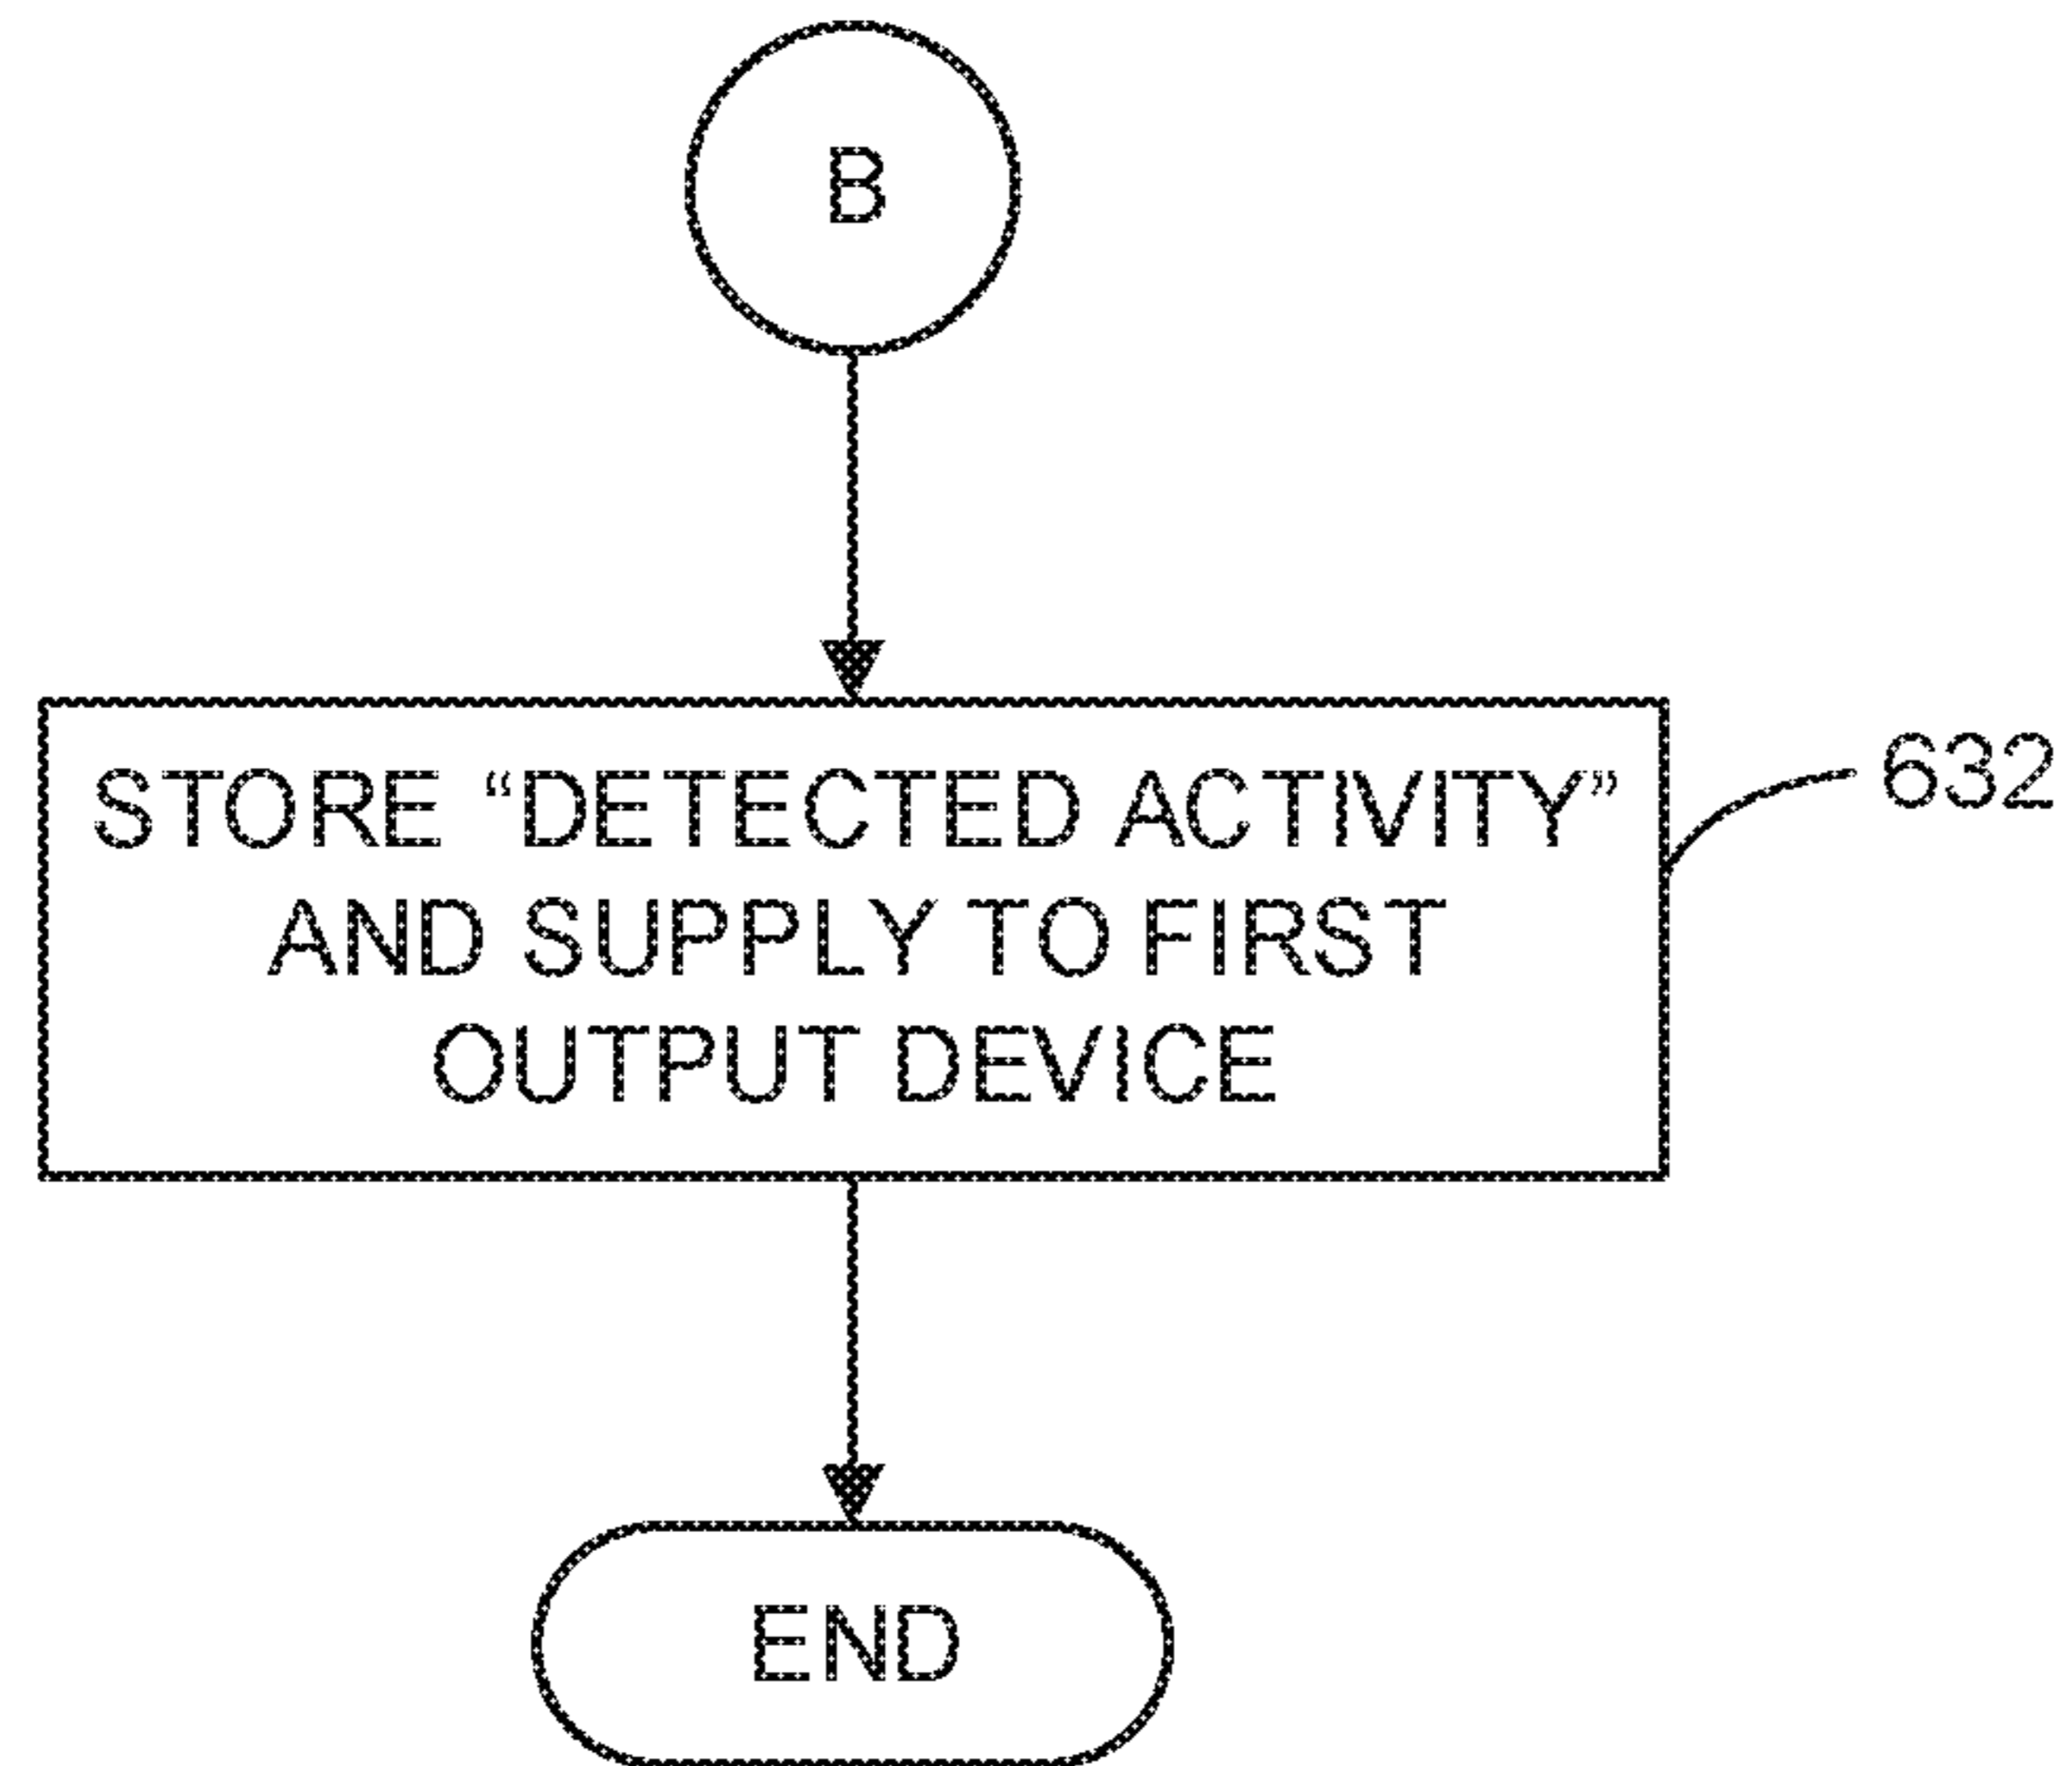 B
STORE “DETECTED ACTIVITY”
AND SUPPLY TO FIRST
OUTPUT DEVICE
632
END